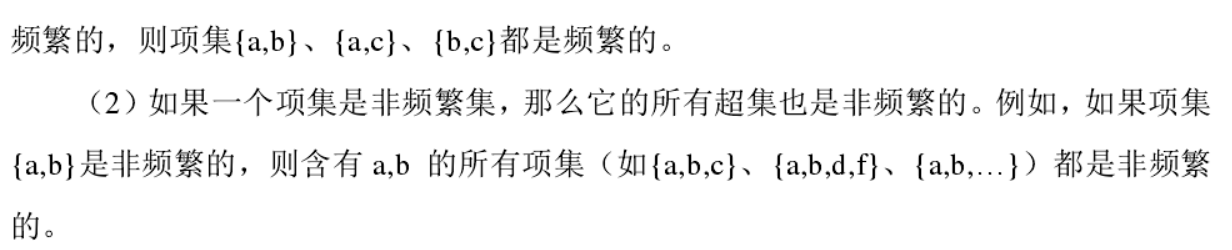 频繁的，则项集{a,b}、{a,c}、{b,c}都是频繁的。
（2）如果一个项集是非频繁集，那么它的所有超集也是非频繁的。例如，如果项集
{a,b}是非频繁的，则含有 a,b 的所有项集（如{a,b,c}、{a,b,d,f}、{a,b,…}）都是非频繁
的。